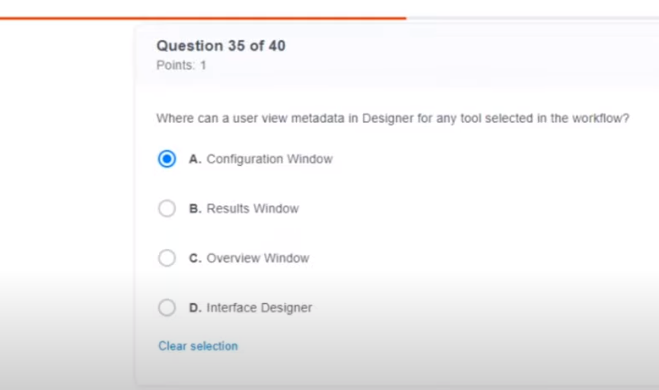 Question 35 of 40
Points: 1
Where can a user view metadata in Designer for any tool selected in the workflow?
A. Configuration Window
B. Results Window
C. Overview Window
D. Interface Designer
Clear selection